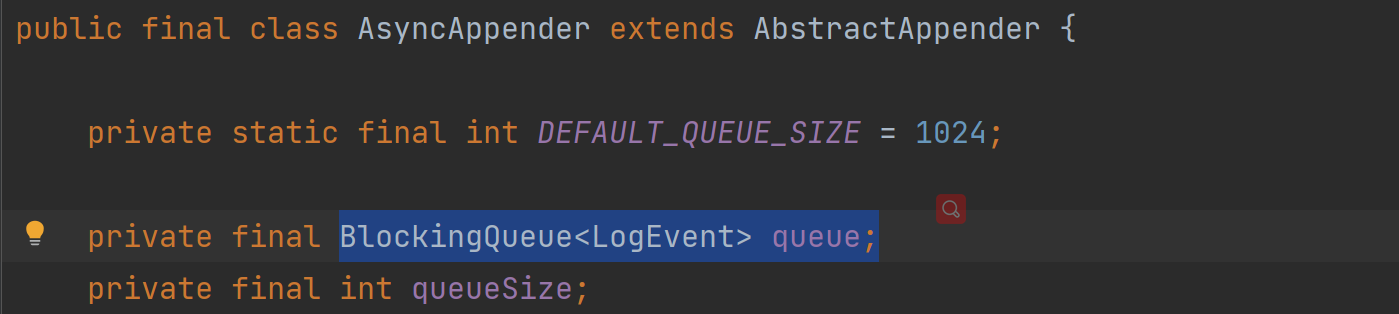 public final class AsyncAppender extends AbstractAppender {
private static final int DEFAULT_QUEUE_SIZE = 1024;
private final BlockingQueue<LogEvent> queue;
private final int queueSize;